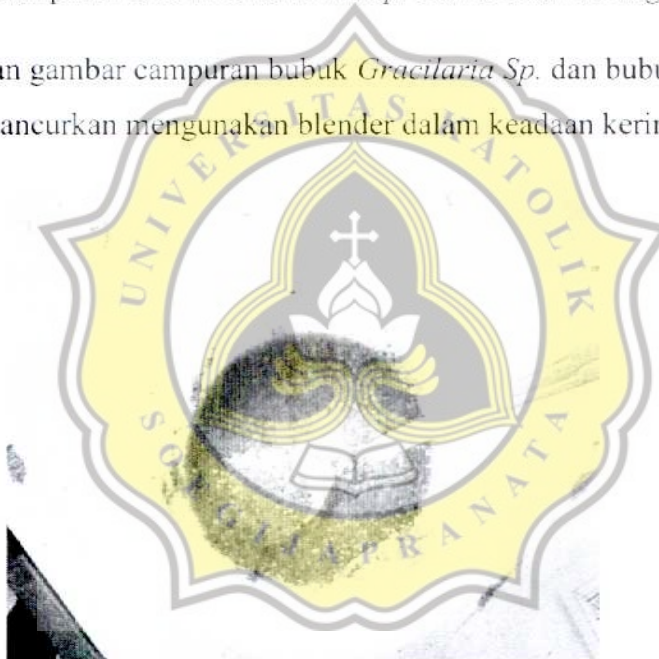 an gambar campuran bubuk Gracilaria Sp. dan bubu
ancurkan mengunakan blender dalam keadaan kerin
UNIVERSITAS KATOLIK
SOEGIJAPRANATA